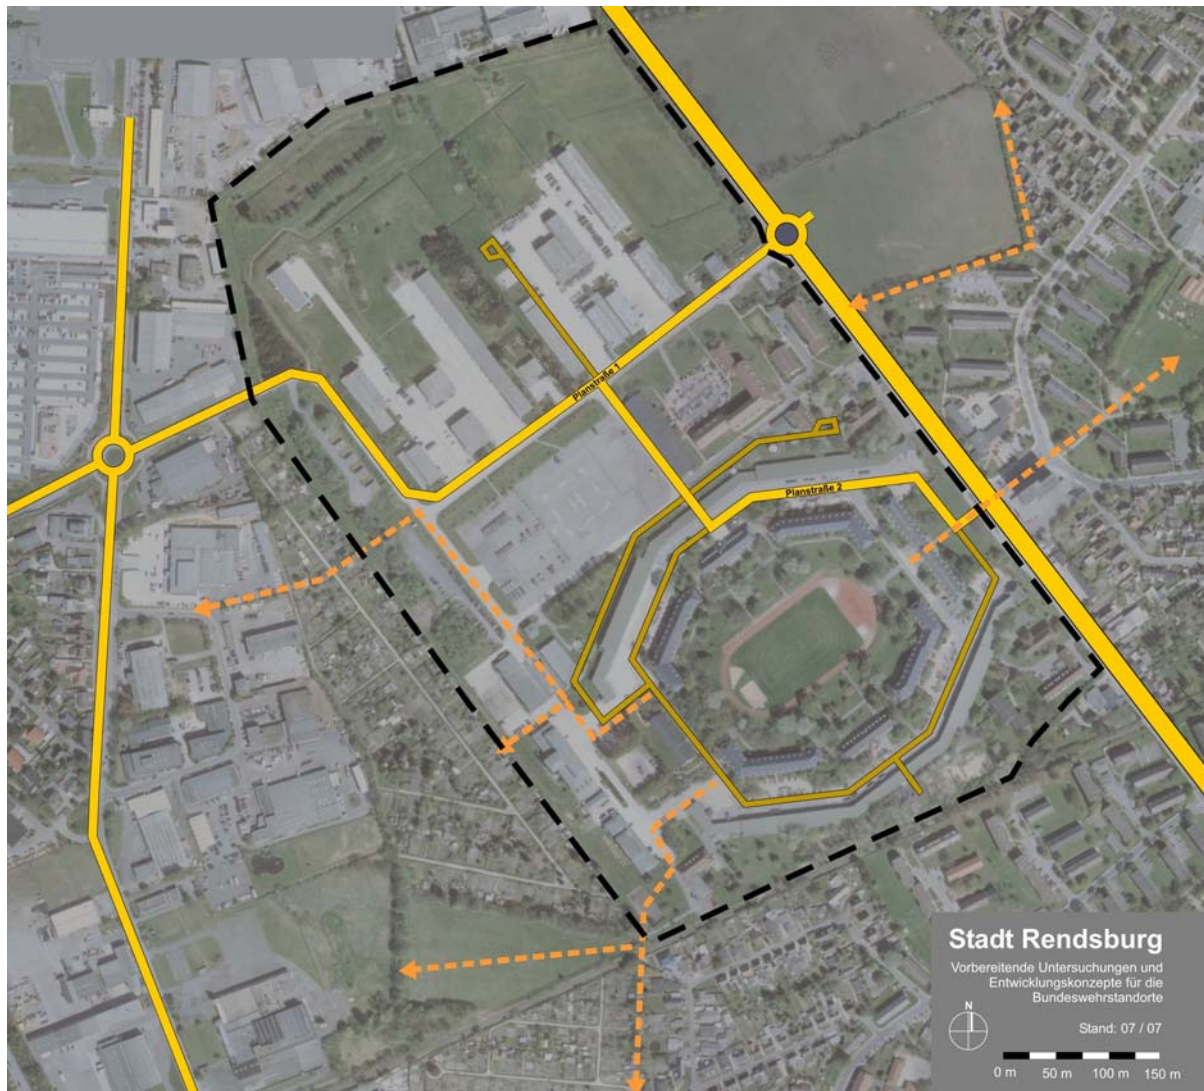 Planstraße 1
Planstraße 2
Stadt Rendsburg
Vorbereitende Untersuchungen und
Entwicklungskonzepte für die
Bundeswehrstandorte
N
Stand: 07 / 07
0 m 50 m 100 m 150 m